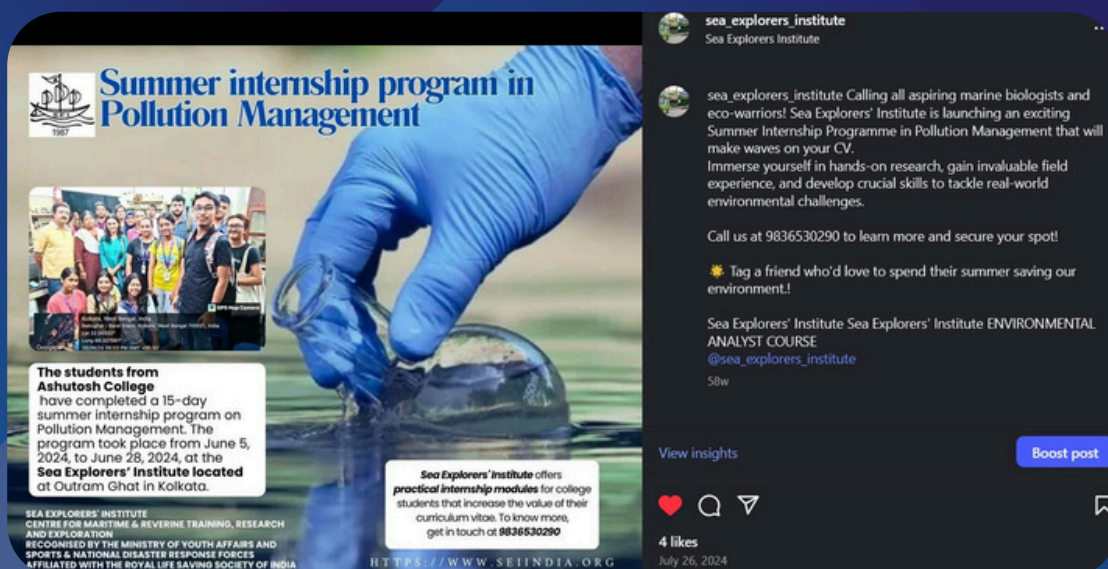 Summer internship program in
Pollution Management
1987
GPS Map Camera
Kolkata, West Bengal, India
Google
The students from
Ashutosh College
have completed a 15-day
summer internship program on
Pollution Management. The
program took place from June 5,
2024, to June 28, 2024, at the
Sea Explorers' Institute located
at Outram Ghat in Kolkata.
Sea Explorers' Institute offers
practical internship modules for college
students that increase the value of their
curriculum vitae. To know more,
get in touch at 9836530290
SEA EXPLORERS' INSTITUTE
CENTRE FOR MARITIME & REVERINE TRAINING, RESEARCH
AND EXPLORATION
RECOGNISED BY THE MINISTRY OF YOUTH AFFAIRS AND
SPORTS & NATIONAL DISASTER RESPONSE FORCES
AFFILIATED WITH THE ROYAL LIFE SAVING SOCIETY OF INDIA
HTTPS://WWW.SEIINDIA.ORG
sea_explorers_institute
Sea Explorers Institute
sea_explorers_institute Calling all aspiring marine biologists and
eco-warriors! Sea Explorers' Institute is launching an exciting
Summer Internship Programme in Pollution Management that will
make waves on your CV.
Immerse yourself in hands-on research, gain invaluable field
experience, and develop crucial skills to tackle real-world
environmental challenges.
Call us at 9836530290 to learn more and secure your spot!
🌟 Tag a friend who'd love to spend their summer saving our
environment.!
Sea Explorers' Institute Sea Explorers' Institute ENVIRONMENTAL
ANALYST COURSE
@sea_explorers_institute
58w
View insights
Boost post
4 likes
July 26, 2024